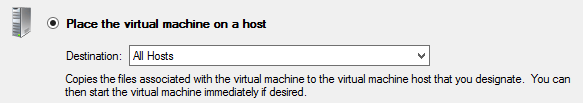 Place the virtual machine on a host
Destination: All Hosts
Copies the files associated with the virtual machine to the virtual machine host that you designate. You can
then start the virtual machine immediately if desired.